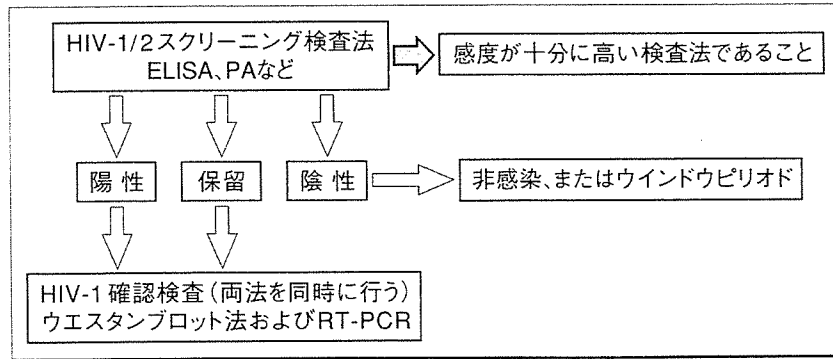 HIV-1/2スクリーニング検査法
ELISA、PAなど
感度が十分に高い検査法であること
陽 性
保留
陰 性
非感染、またはウインドウピリオド
HIV-1 確認検査(両法を同時に行う)
ウエスタンブロット法およびRT-PCR